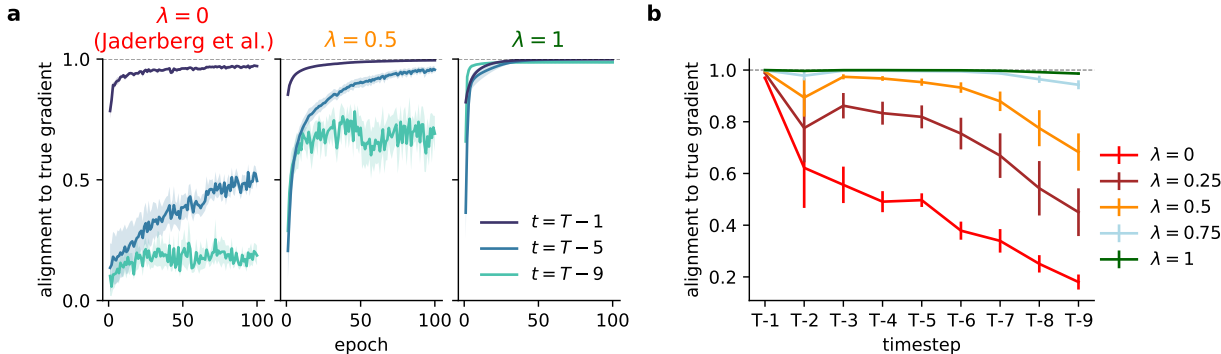 a
λ = 0
(Jaderberg et al.)
λ = 0.5
λ = 1
alignment to true gradient
1.0
0.5
0.0
t = T − 1
t = T − 5
t = T − 9
0
50
100
0
50
100
0
50
100
epoch
b
alignment to true gradient
1.0
0.8
0.6
0.4
0.2
T-1
T-2
T-3
T-4
T-5
T-6
T-7
T-8
T-9
timestep
λ = 0
λ = 0.25
λ = 0.5
λ = 0.75
λ = 1